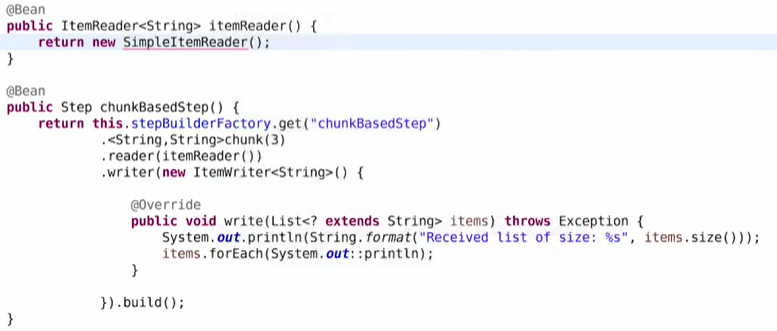 @Bean
public ItemReader<String> itemReader() {
    return new SimpleItemReader();
}

@Bean
public Step chunkBasedStep() {
    return this.stepBuilderFactory.get("chunkBasedStep")
            .<String,String>chunk(3)
            .reader(itemReader())
            .writer(new ItemWriter<String>() {

                @Override
                public void write(List<? extends String> items) throws Exception {
                    System.out.println(String.format("Received list of size: %s", items.size()));
                    items.forEach(System.out::println);
                }

            }).build();
}